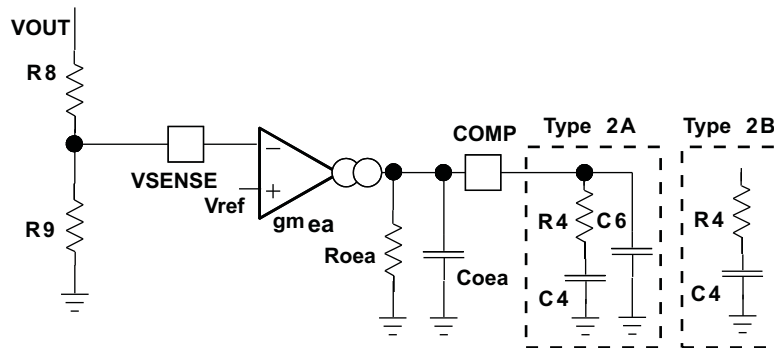 VOUT
R8
R9
VSENSE
Vref
−
+
gm ea
Roea
Coea
COMP
Type 2A
R4
C6
C4
Type 2B
R4
C4